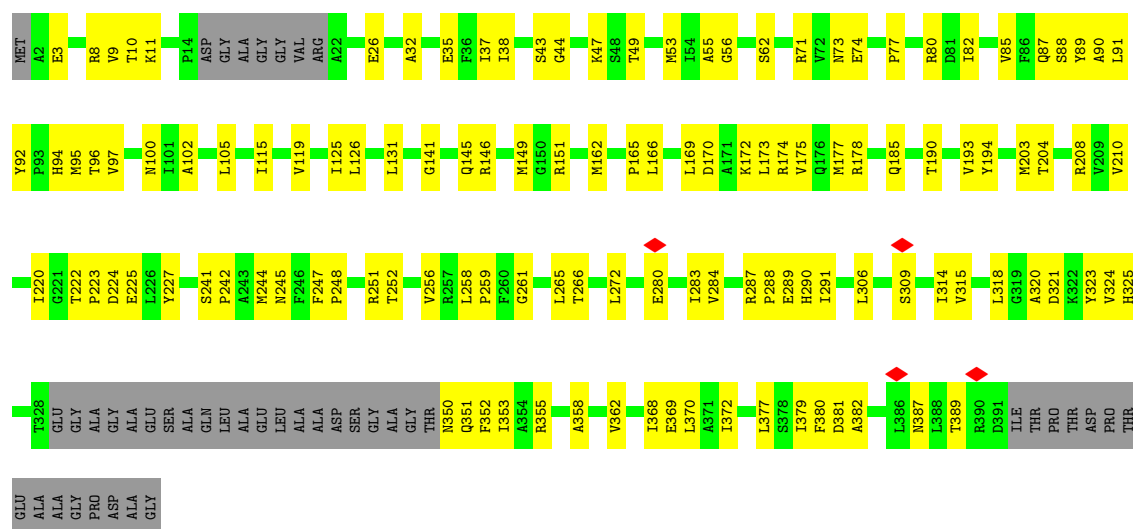 MET A2 E3 R8 V9 T10 K11 P14 ASP GLY ALA GLY GLY VAL ARG A22 E26 A32 E35 F36 I37 I38 S43 G44 K47 S48 T49 M53 I54 A55 G56 S62 R71 V72 N73 E74 P77 R80 D81 I82 V85 F86 Q87 S88 Y89 A90 L91
Y92 P93 H94 M95 T96 V97 N100 I101 A102 L105 I115 V119 I125 L126 L131 G141 Q145 R146 M149 G150 R151 M162 P165 L166 L169 D170 A171 K172 L173 R174 V175 Q176 M177 R178 Q185 T190 V193 Y194 M203 T204 R208 V209 V210
I220 G221 T222 P223 D224 E225 L226 Y227 S241 P242 A243 M244 N245 F246 F247 P248 R251 T252 V256 R257 L258 P259 F260 G261 L265 T266 L272 E280 I283 V284 R287 P288 E289 H290 I291 L306 S309 I314 V315 L318 G319 A320 D321 K322 Y323 V324 H325
T328 GLU GLY ALA GLY ALA GLU SER ALA GLN LEU ALA GLU LEU ALA ALA ASP SER GLY ALA GLY THR N350 Q351 F352 I353 A354 R355 A358 V362 I368 E369 L370 A371 I372 L377 S378 I379 F380 D381 A382 L386 N387 L388 T389 R390 D391 ILE THR PRO THR ASP PRO THR
GLU ALA ALA GLY PRO ASP ALA GLY